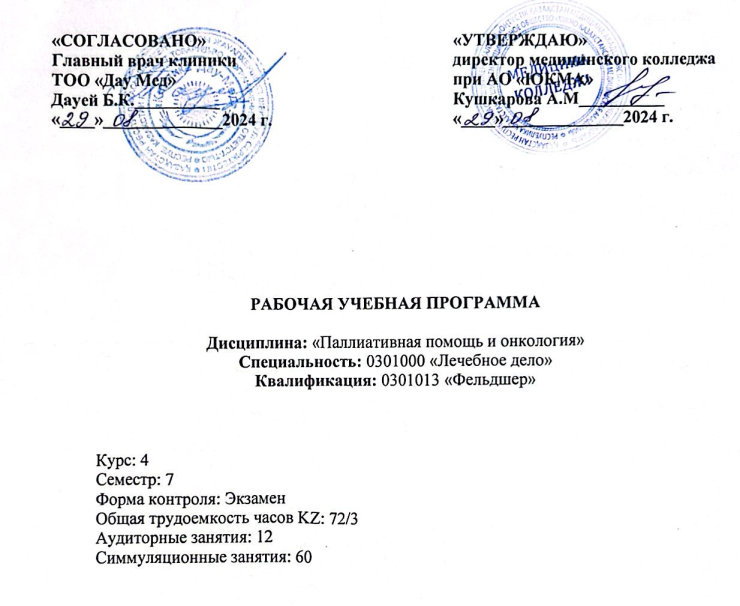 «СОГЛАСОВАНО»
Главный врач клиники
ТОО «Дау Мед»
Дауей Б.К.
«29» 08 2024 г.
«УТВЕРЖДАЮ»
директор медицинского колледжа
при АО «ЮКМА»
Кушкарова А.М
«29» 08 2024 г.
МЕДИЦИНА
КОЛЛЕДЖІ
РАБОЧАЯ УЧЕБНАЯ ПРОГРАММА
Дисциплина: «Паллиативная помощь и онкология»
Специальность: 0301000 «Лечебное дело»
Квалификация: 0301013 «Фельдшер»
Курс: 4
Семестр: 7
Форма контроля: Экзамен
Общая трудоемкость часов KZ: 72/3
Аудиторные занятия: 12
Симмуляционные занятия: 60